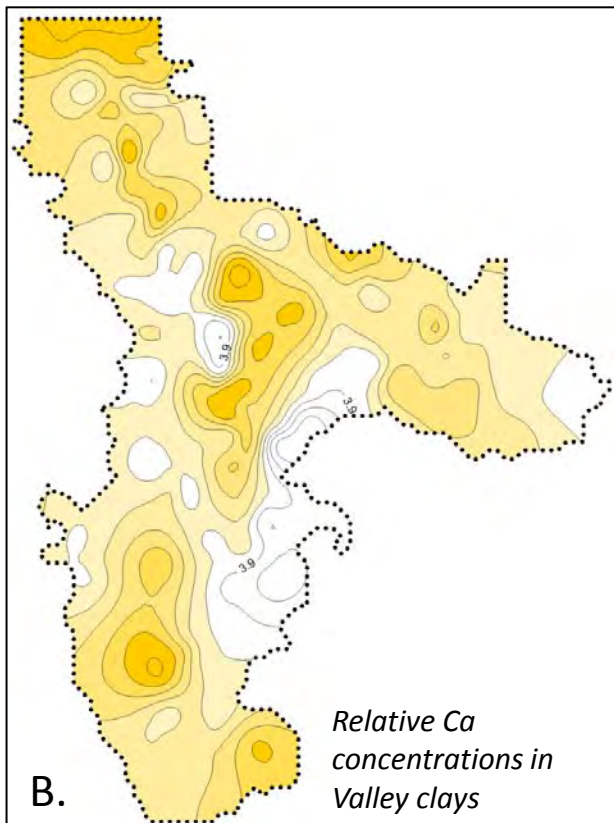 3.9
3.9
3.9
Relative Ca
concentrations in
Valley clays
B.